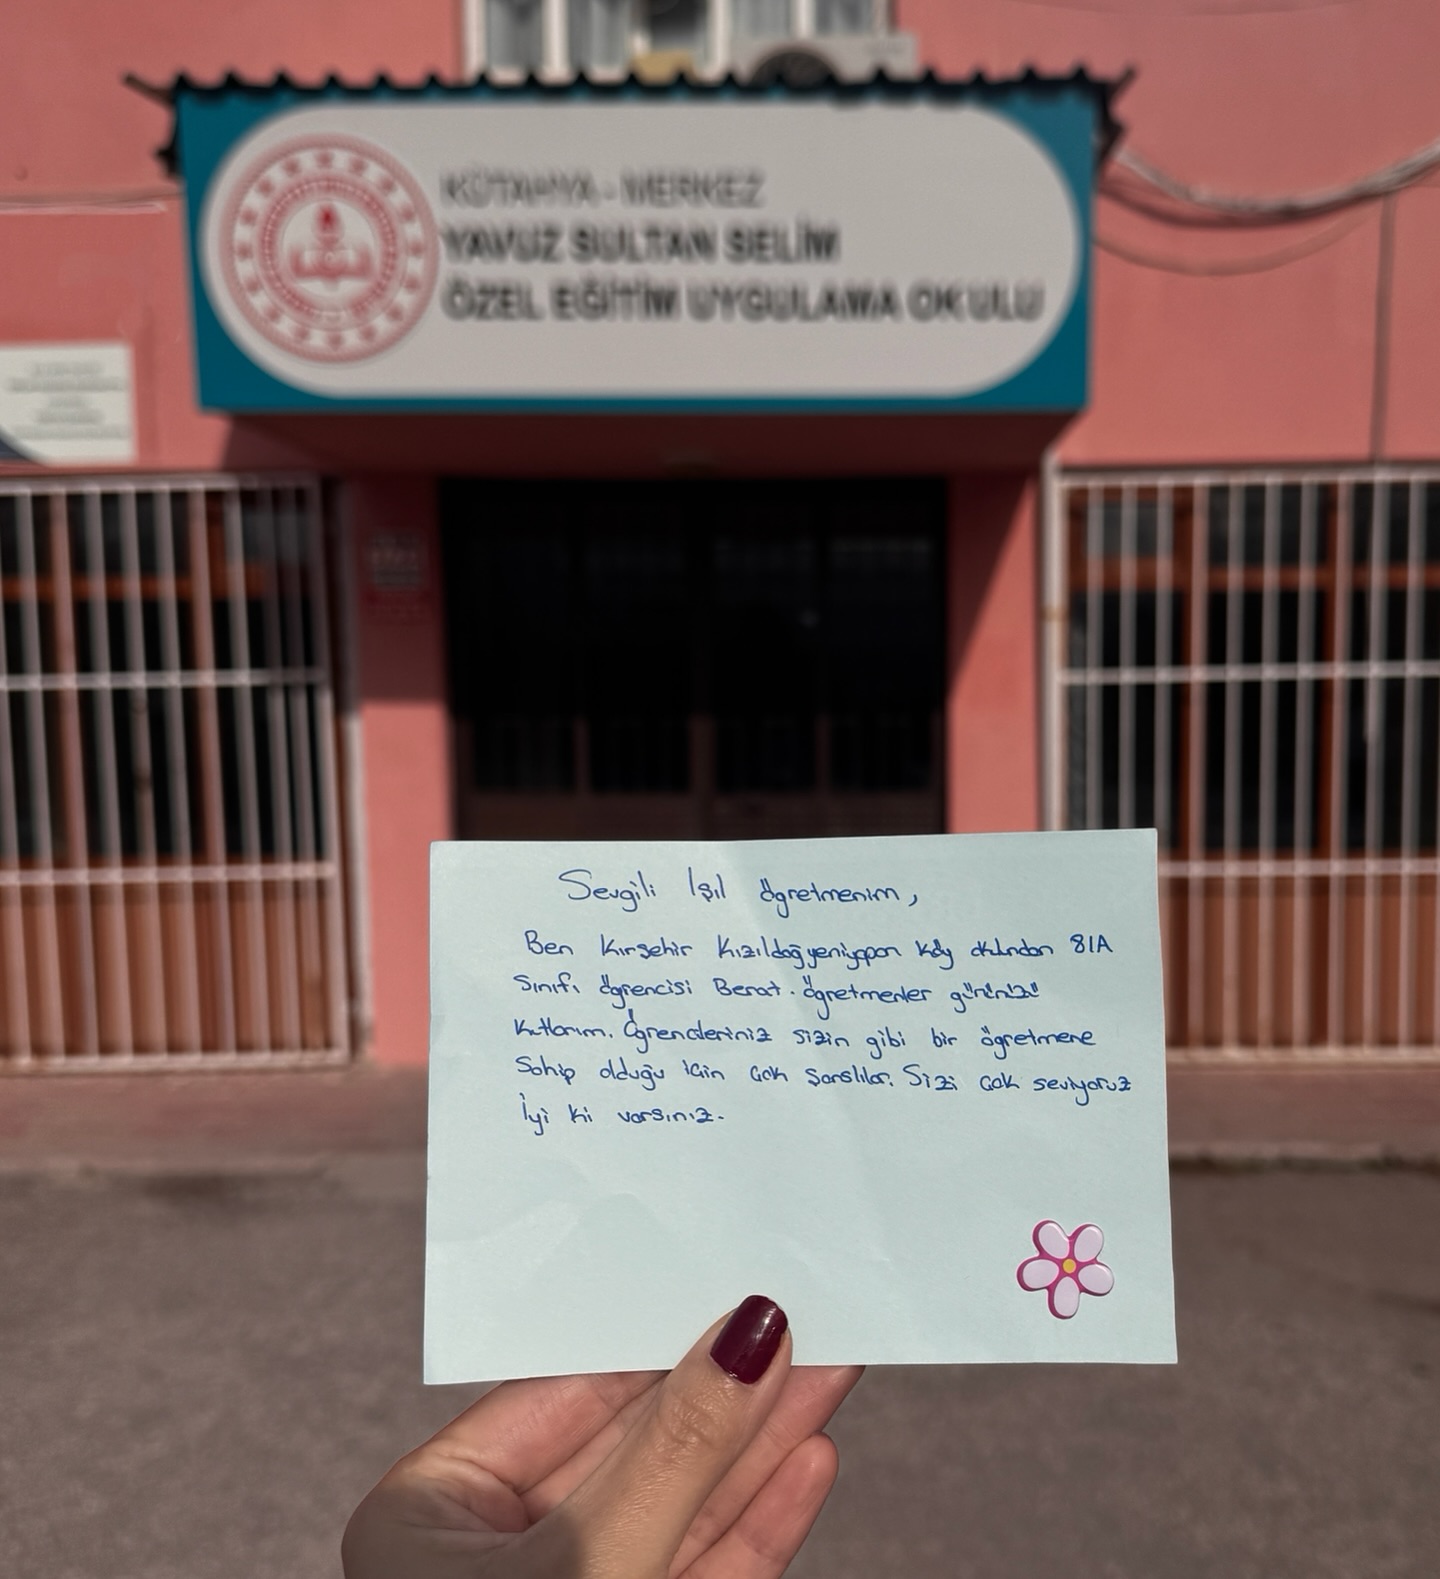 KÜTAHYA - MERKEZ
YAVUZ SULTAN SELİM
ÖZEL EĞİTİM UYGULAMA OKULU
Sevgili Işıl öğretmenim,
Ben Kırşehir Kızıldağyeniyapan köy okulundan 8/A
Sınıfı öğrencisi Berat. öğretmenler gününüzü
kutlarım. Öğrencileriniz sizin gibi bir öğretmene
Sahip olduğu için çok şanslılar. Sizi çok seviyoruz
İyi ki varsınız.